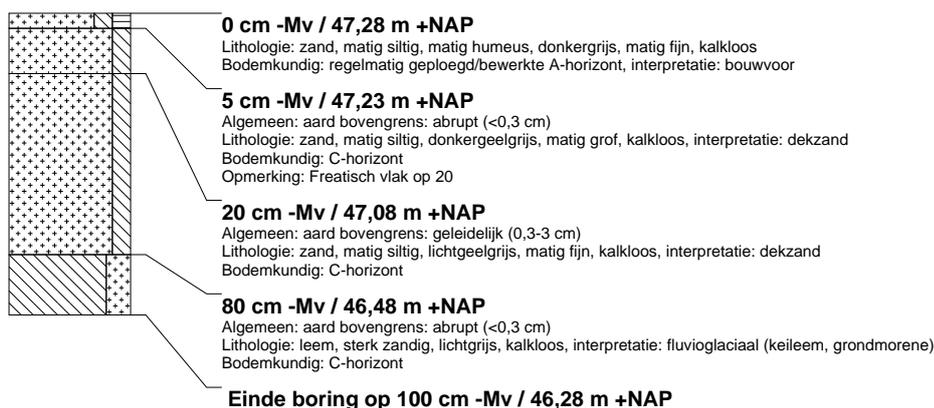 0 cm -Mv / 47,28 m +NAP
Lithologie: zand, matig siltig, matig humeus, donkergrijs, matig fijn, kalkloos
Bodemkundig: regelmatig geploegd/bewerkte A-horizont, interpretatie: bouwvoor
5 cm -Mv / 47,23 m +NAP
Algemeen: aard bovengrens: abrupt (<0,3 cm)
Lithologie: zand, matig siltig, donkergeelgrijs, matig grof, kalkloos, interpretatie: dekzand
Bodemkundig: C-horizont
Opmerking: Freatisch vlak op 20
20 cm -Mv / 47,08 m +NAP
Algemeen: aard bovengrens: geleidelijk (0,3-3 cm)
Lithologie: zand, matig siltig, lichtgeelgrijs, matig fijn, kalkloos, interpretatie: dekzand
Bodemkundig: C-horizont
80 cm -Mv / 46,48 m +NAP
Algemeen: aard bovengrens: abrupt (<0,3 cm)
Lithologie: leem, sterk zandig, lichtgrijs, kalkloos, interpretatie: fluvioglaciaal (keileem, grondmorene)
Bodemkundig: C-horizont
Einde boring op 100 cm -Mv / 46,28 m +NAP